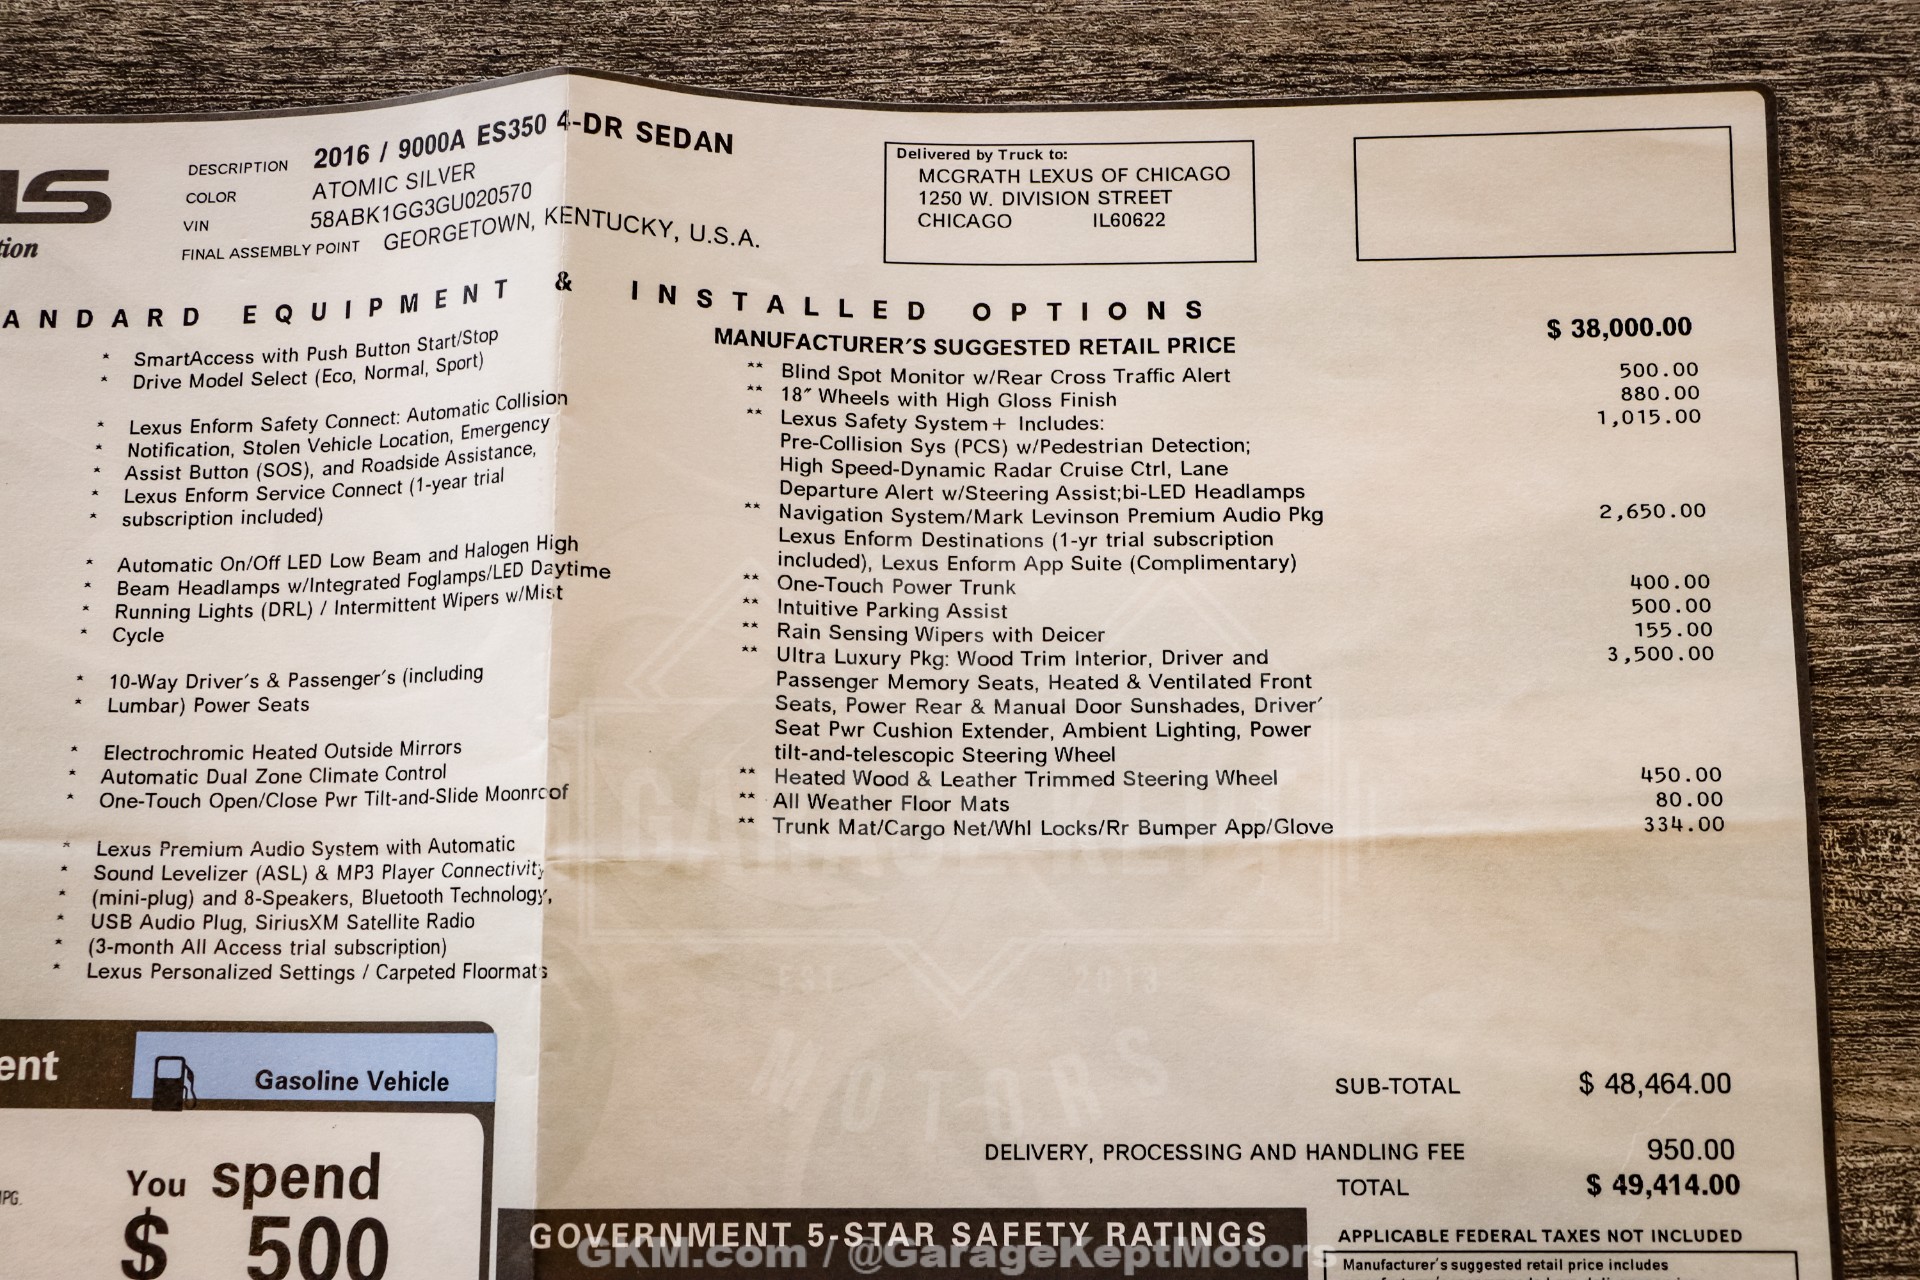 DESCRIPTION 2016 / 9000A ES350 4-DR SEDAN
COLOR ATOMIC SILVER
VIN 58ABK1GG3GU020570
FINAL ASSEMBLY POINT GEORGETOWN, KENTUCKY, U.S.A.
Delivered by Truck to:
MCGRATH LEXUS OF CHICAGO
1250 W. DIVISION STREET
CHICAGO IL60622
ANDARD EQUIPMENT & INSTALLED OPTIONS
* SmartAccess with Push Button Start/Stop
* Drive Model Select (Eco, Normal, Sport)
* Lexus Enform Safety Connect: Automatic Collision
* Notification, Stolen Vehicle Location, Emergency
* Assist Button (SOS), and Roadside Assistance,
* Lexus Enform Service Connect (1-year trial
* subscription included)
* Automatic On/Off LED Low Beam and Halogen High
* Beam Headlamps w/Integrated Foglamps/LED Daytime
* Running Lights (DRL) / Intermittent Wipers w/Mist
* Cycle
* 10-Way Driver's & Passenger's (including
* Lumbar) Power Seats
* Electrochromic Heated Outside Mirrors
* Automatic Dual Zone Climate Control
* One-Touch Open/Close Pwr Tilt-and-Slide Moonroof
* Lexus Premium Audio System with Automatic
* Sound Levelizer (ASL) & MP3 Player Connectivity
* (mini-plug) and 8-Speakers, Bluetooth Technology,
* USB Audio Plug, SiriusXM Satellite Radio
* (3-month All Access trial subscription)
* Lexus Personalized Settings / Carpeted Floormats
MANUFACTURER'S SUGGESTED RETAIL PRICE $ 38,000.00
** Blind Spot Monitor w/Rear Cross Traffic Alert 500.00
** 18" Wheels with High Gloss Finish 880.00
** Lexus Safety System+ Includes: 1,015.00
Pre-Collision Sys (PCS) w/Pedestrian Detection;
High Speed-Dynamic Radar Cruise Ctrl, Lane
Departure Alert w/Steering Assist;bi-LED Headlamps
** Navigation System/Mark Levinson Premium Audio Pkg 2,650.00
Lexus Enform Destinations (1-yr trial subscription
included), Lexus Enform App Suite (Complimentary)
** One-Touch Power Trunk 400.00
** Intuitive Parking Assist 500.00
** Rain Sensing Wipers with Deicer 155.00
** Ultra Luxury Pkg: Wood Trim Interior, Driver and 3,500.00
Passenger Memory Seats, Heated & Ventilated Front
Seats, Power Rear & Manual Door Sunshades, Driver'
Seat Pwr Cushion Extender, Ambient Lighting, Power
tilt-and-telescopic Steering Wheel
** Heated Wood & Leather Trimmed Steering Wheel 450.00
** All Weather Floor Mats 80.00
** Trunk Mat/Cargo Net/Whl Locks/Rr Bumper App/Glove 334.00
GARAGE KEPT
EST 2013
MOTORS
SUB-TOTAL $ 48,464.00
DELIVERY, PROCESSING AND HANDLING FEE 950.00
TOTAL $ 49,414.00
Gasoline Vehicle
You spend
$ 500
GOVERNMENT 5-STAR SAFETY RATINGS
APPLICABLE FEDERAL TAXES NOT INCLUDED
Manufacturer's suggested retail price includes
GKM.com / @GarageKeptMotors